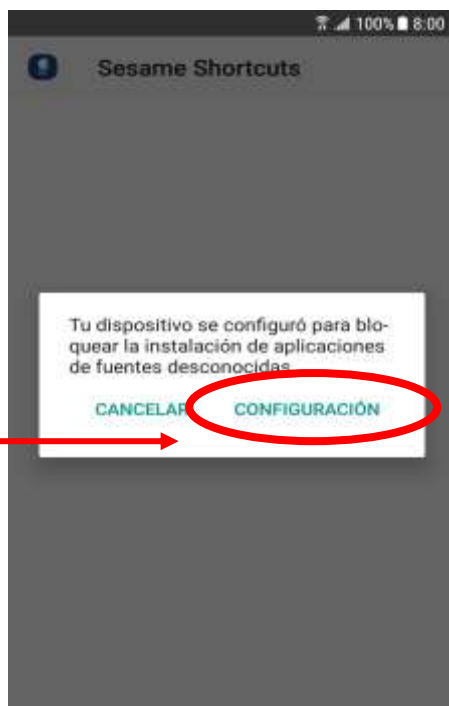 100% 8:00
Sesame Shortcuts
Tu dispositivo se configuró para blo-
quear la instalación de aplicaciones
de fuentes desconocidas
CANCELAR CONFIGURACIÓN